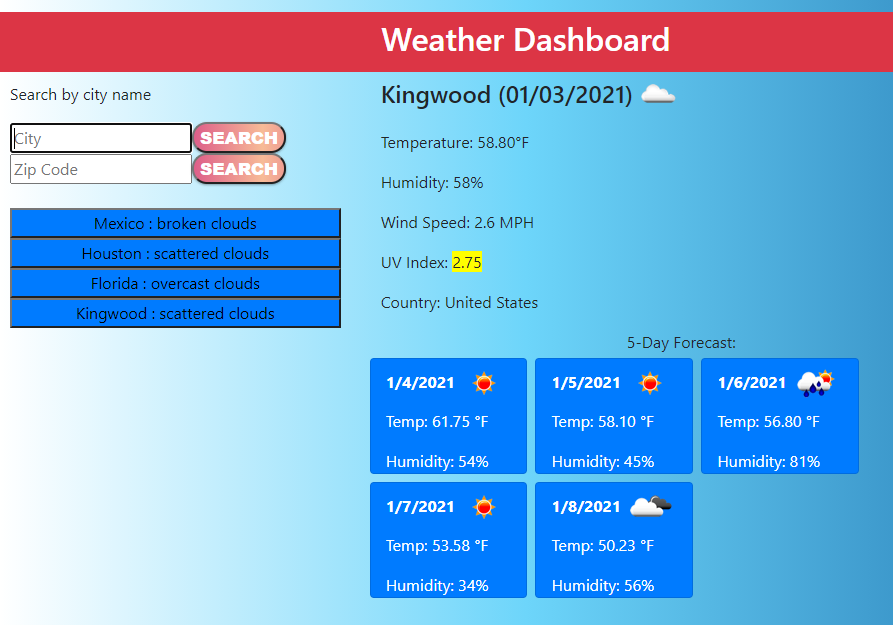 Weather Dashboard
Search by city name
City
SEARCH
Zip Code
SEARCH
Mexico : broken clouds
Houston : scattered clouds
Florida : overcast clouds
Kingwood : scattered clouds
Kingwood (01/03/2021)
Temperature: 58.80°F
Humidity: 58%
Wind Speed: 2.6 MPH
UV Index: 2.75
Country: United States
5-Day Forecast:
1/4/2021
Temp: 61.75 °F
Humidity: 54%
1/5/2021
Temp: 58.10 °F
Humidity: 45%
1/6/2021
Temp: 56.80 °F
Humidity: 81%
1/7/2021
Temp: 53.58 °F
Humidity: 34%
1/8/2021
Temp: 50.23 °F
Humidity: 56%